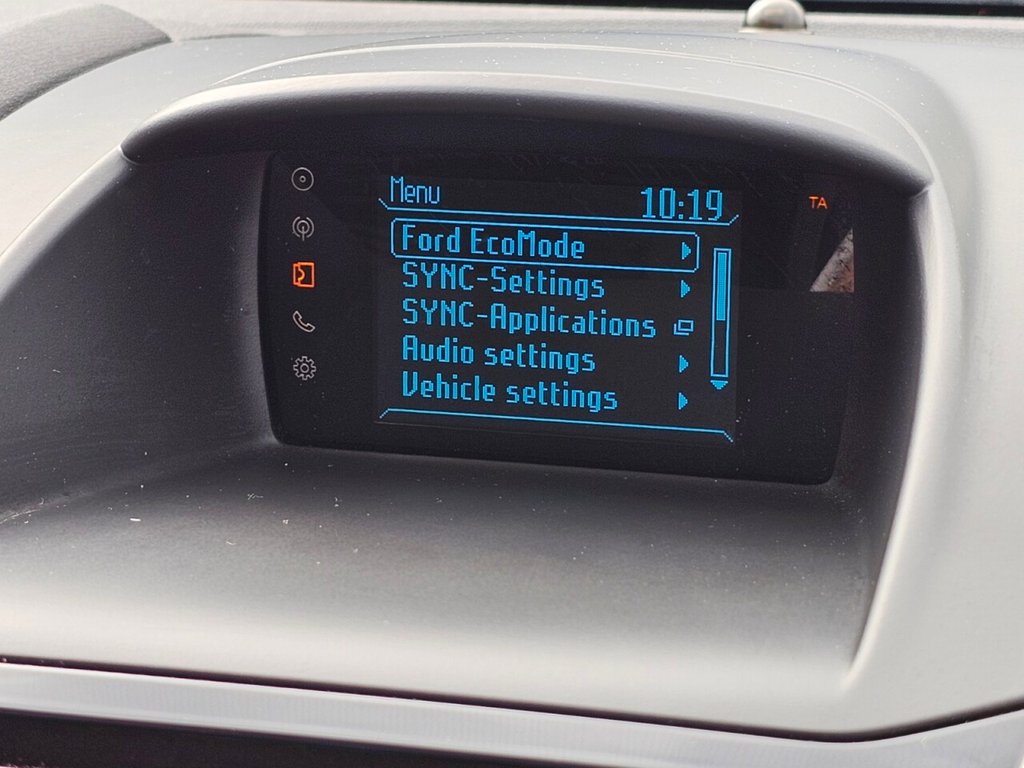 Menu 10:19
TA
Ford EcoMode
SYNC-Settings
SYNC-Applications
Audio settings
Vehicle settings